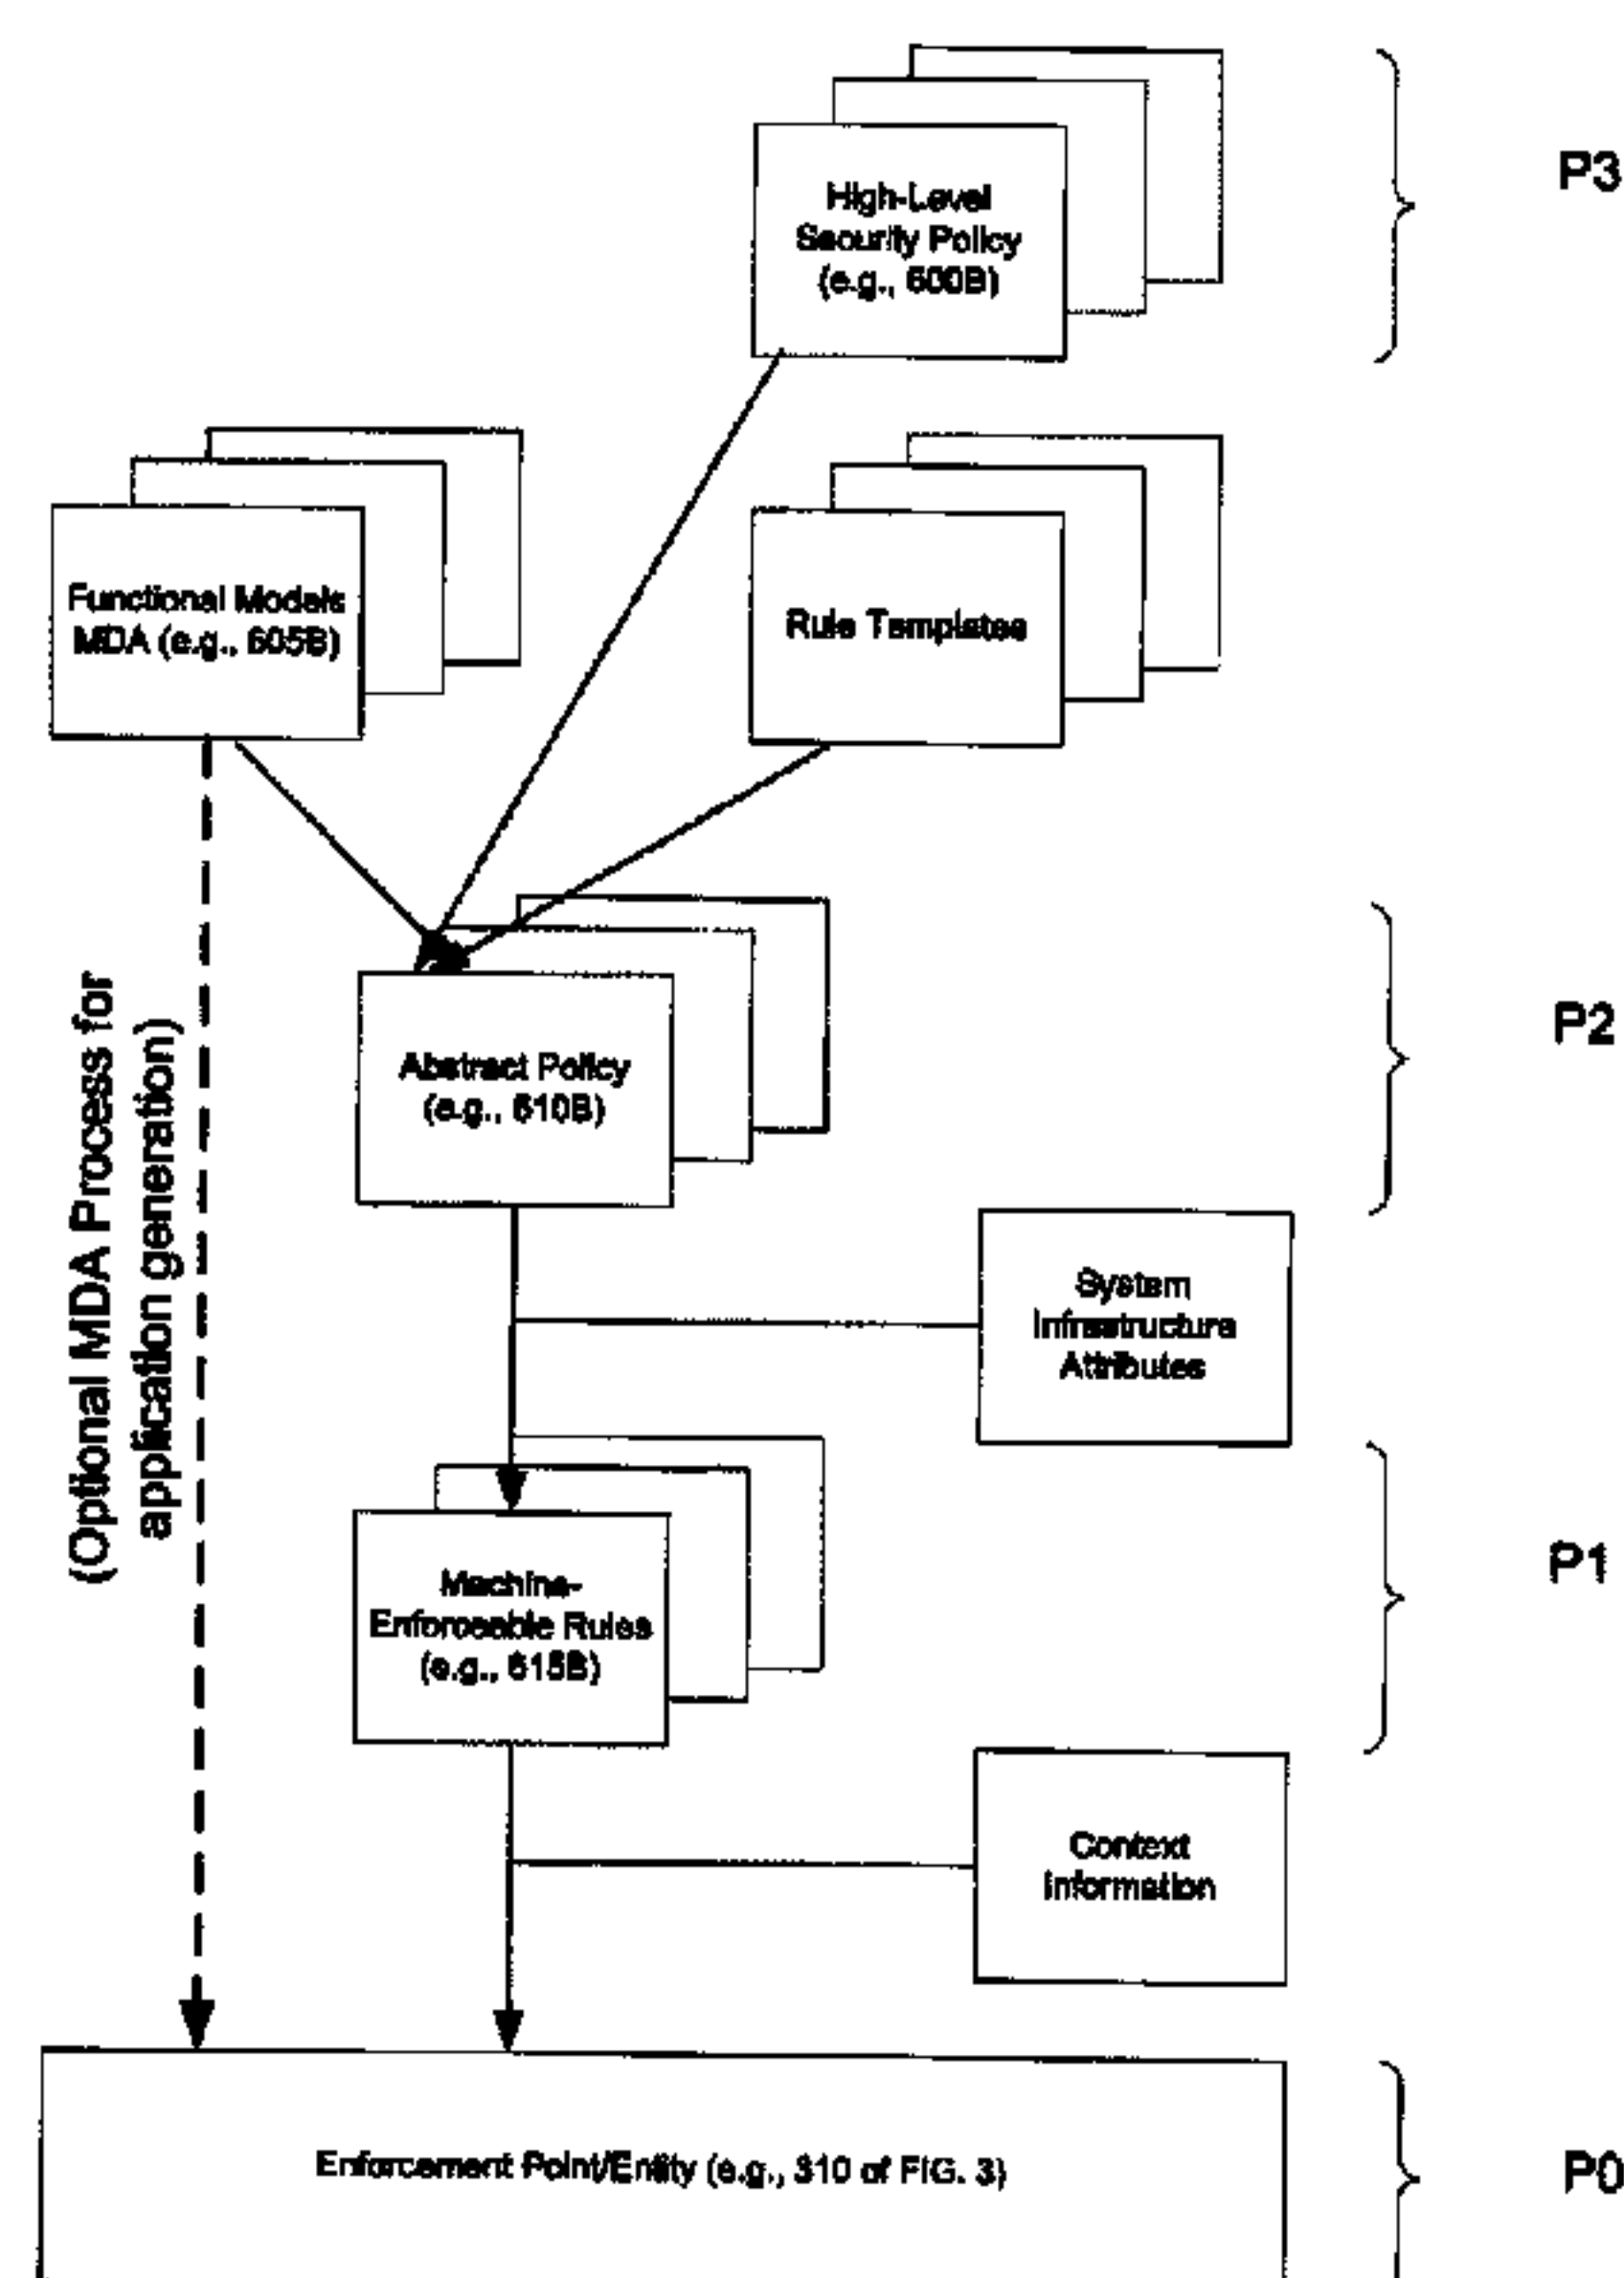 P3
High-Level
Security Policy
(e.g., 600B)
Functional Models
MDA (e.g., 605B)
Rule Templates
P2
Abstract Policy
(e.g., 610B)
(Optional MDA Process for
application generation)
System
Infrastructure
Attributes
P1
Machine-
Enforceable Rules
(e.g., 615B)
Context
Information
Enforcement Point/Entity (e.g., 310 of FIG. 3)
P0